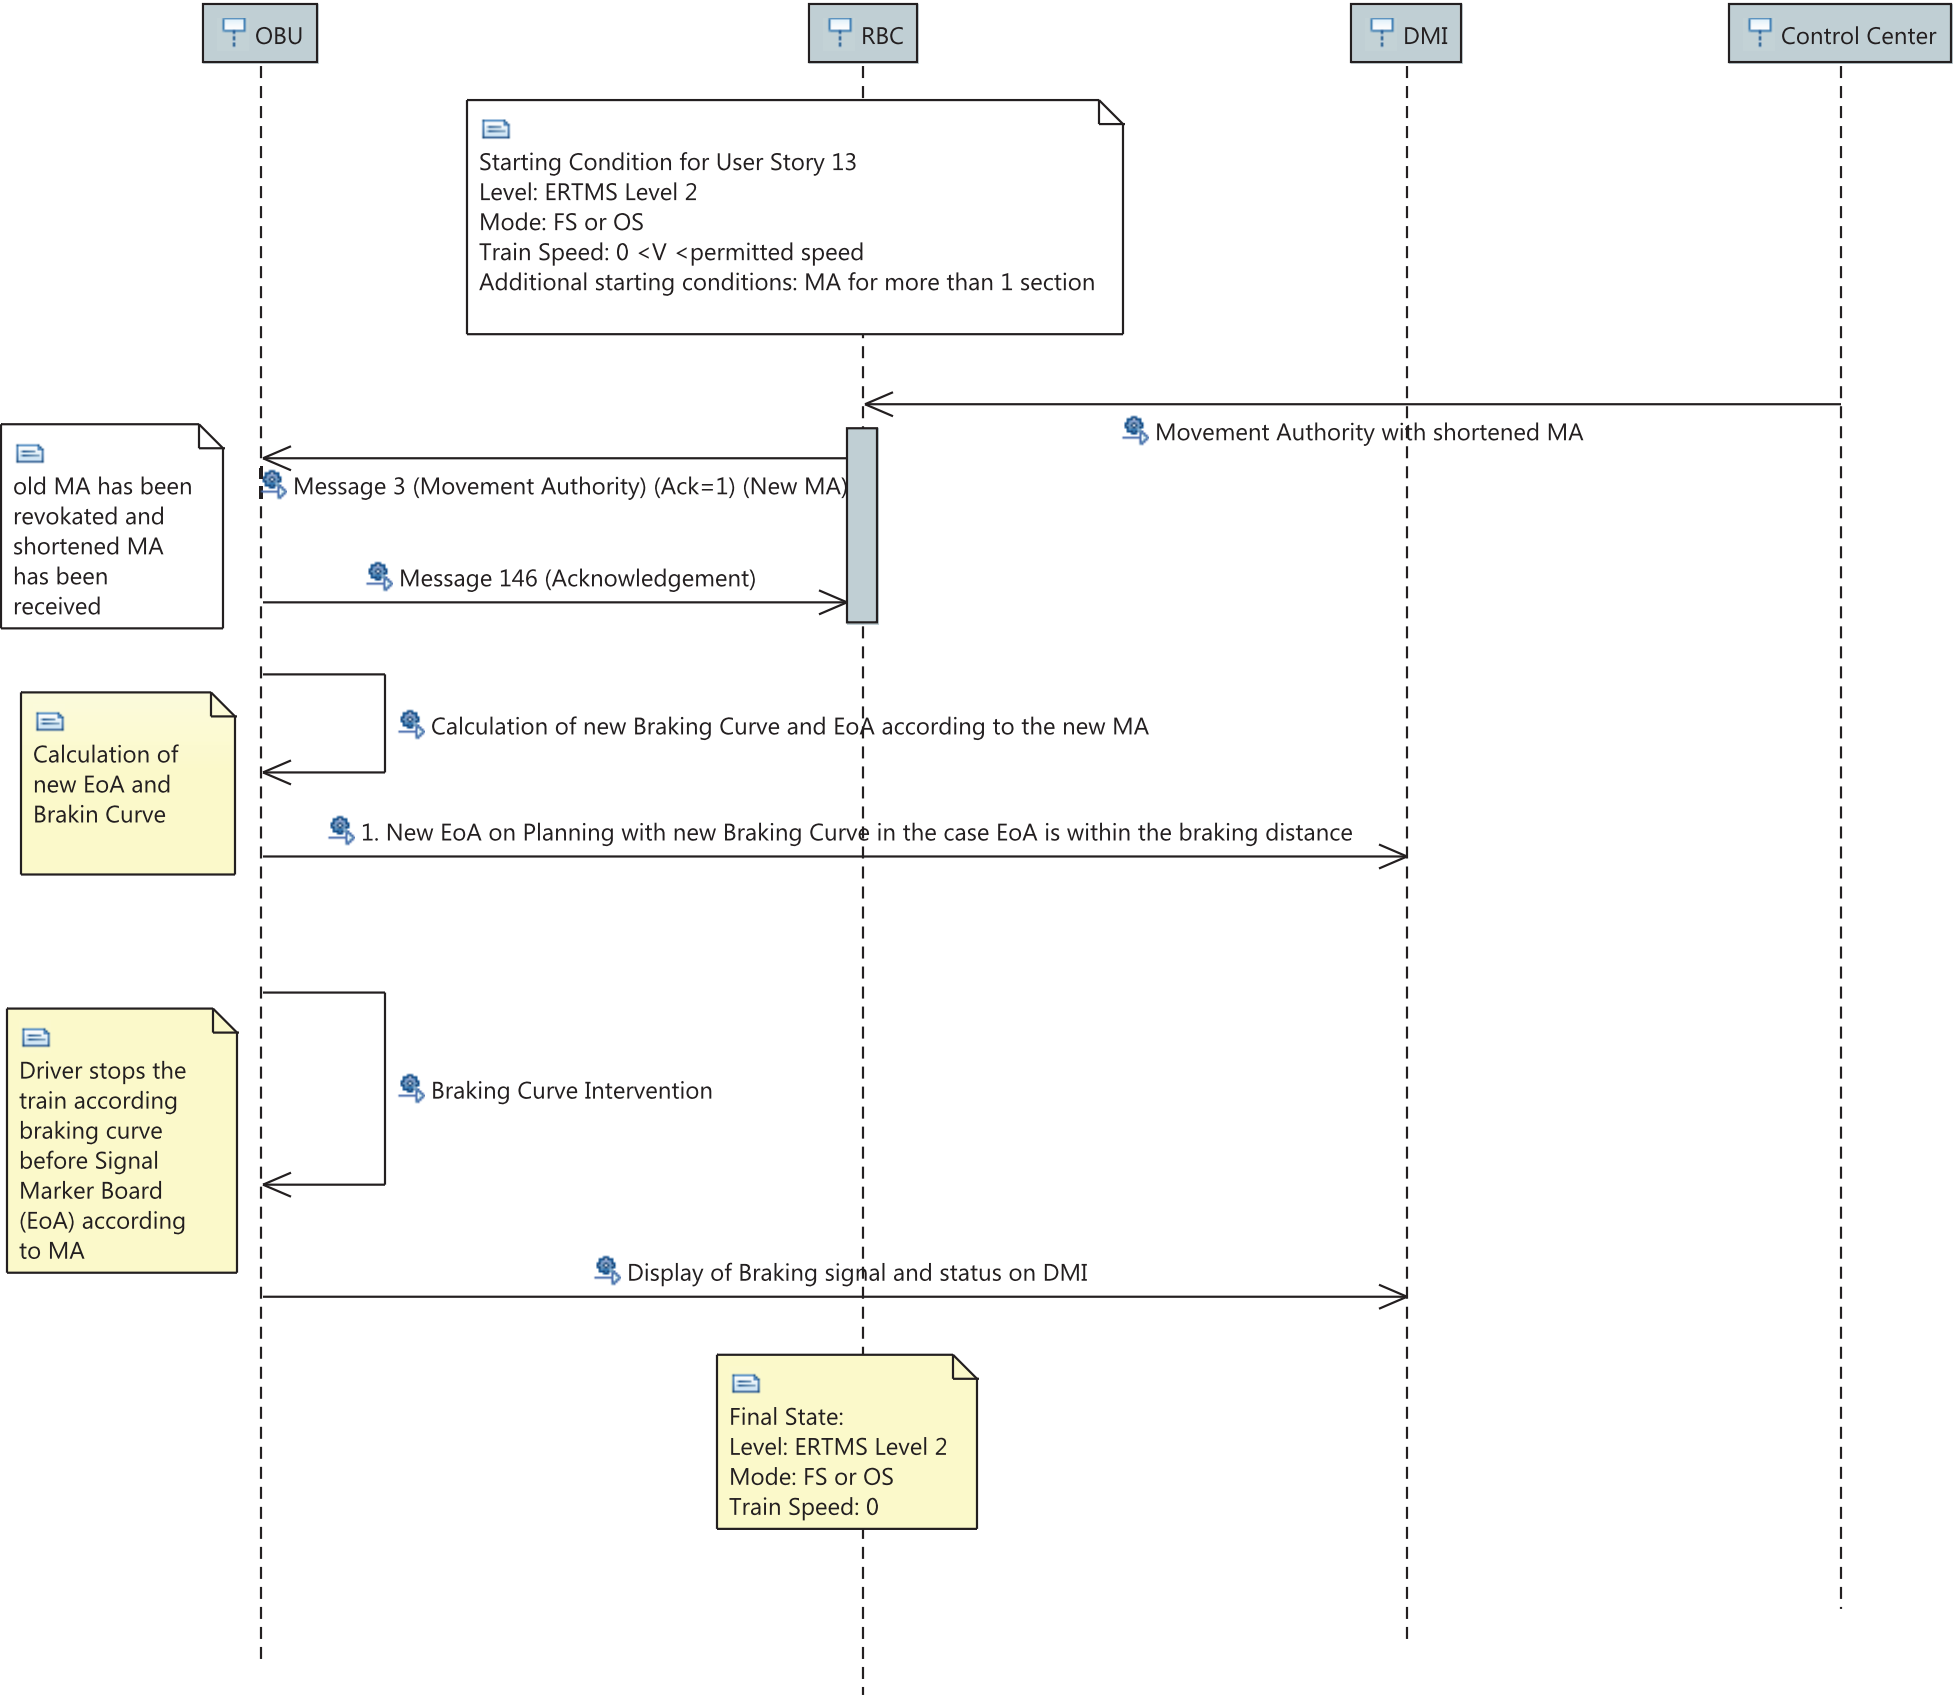 OBU
RBC
DMI
Control Center
Starting Condition for User Story 13
Level: ERTMS Level 2
Mode: FS or OS
Train Speed: 0 <V <permitted speed
Additional starting conditions: MA for more than 1 section
Movement Authority with shortened MA
old MA has been
revokated and
shortened MA
has been
received
Message 3 (Movement Authority) (Ack=1) (New MA)
Message 146 (Acknowledgement)
Calculation of new Braking Curve and EoA according to the new MA
Calculation of
new EoA and
Brakin Curve
1. New EoA on Planning with new Braking Curve in the case EoA is within the braking distance
Driver stops the
train according
braking curve
before Signal
Marker Board
(EoA) according
to MA
Braking Curve Intervention
Display of Braking signal and status on DMI
Final State:
Level: ERTMS Level 2
Mode: FS or OS
Train Speed: 0